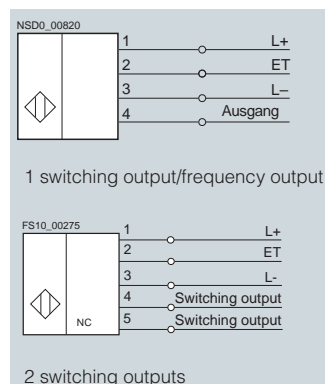 NSD0_00820
1 L+
2 ET
3 L–
4 Ausgang
1 switching output/frequency output
FS10_00275
1 L+
2 ET
3 L-
4 Switching output
NC 5 Switching output
2 switching outputs